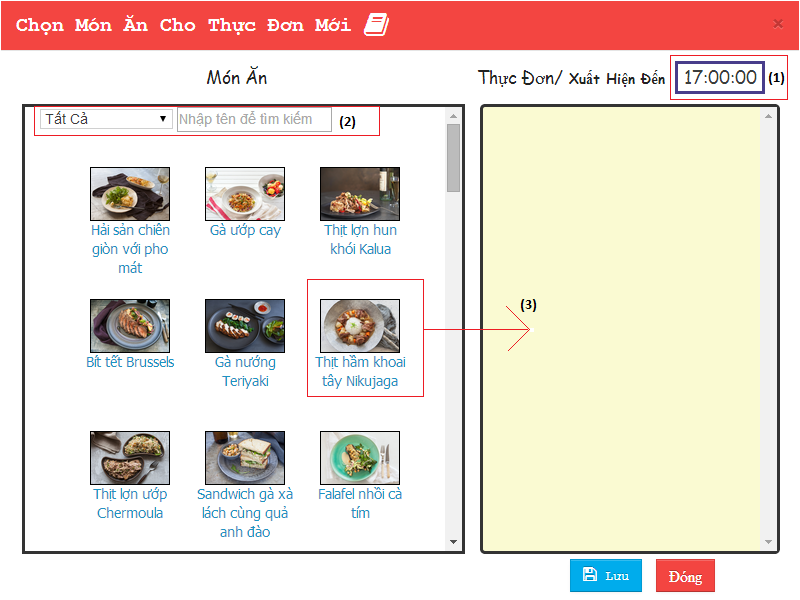 Chọn Món Ăn Cho Thực Đơn Mới
×
Món Ăn
Thực Đơn/ Xuất Hiện Đến 17:00:00 (1)
Tất Cả Nhập tên để tìm kiếm (2)
Hải sản chiên
giòn với pho
mát
Gà ướp cay
Thịt lợn hun
khói Kalua
(3)
Bít tết Brussels
Gà nướng
Teriyaki
Thịt hầm khoai
tây Nikujaga
Thịt lợn ướp
Chermoula
Sandwich gà xà
lách cùng quả
anh đào
Falafel nhồi cà
tím
Lưu
Đóng